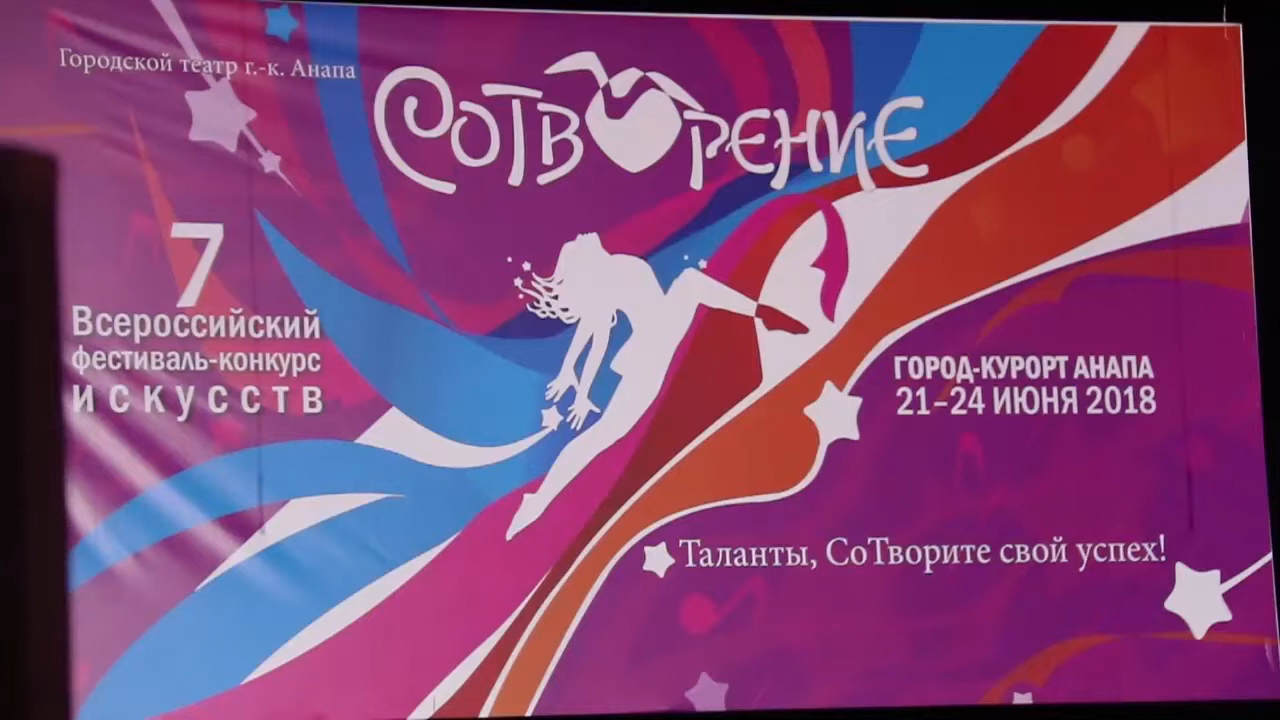 Городской театр г.-к. Анапа
СОТВОРЕНИЕ
7
Всероссийский
фестиваль-конкурс
искусств
ГОРОД-КУРОРТ АНАПА
21–24 ИЮНЯ 2018
Таланты, СоТворите свой успех!